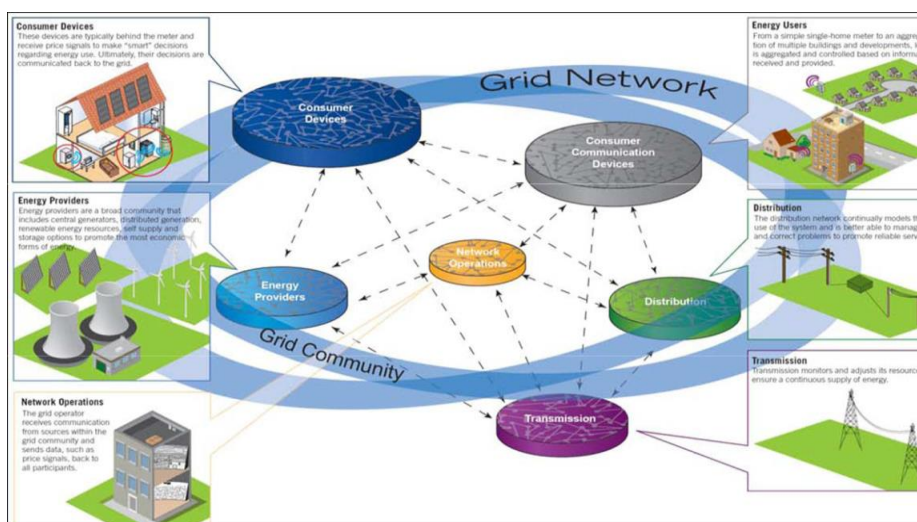 Consumer Devices
These devices are typically behind the meter and
receive price signals to make "smart" decisions
regarding energy use. Ultimately, their decisions are
communicated back to the grid.
Energy Users
From a simple single-home meter to an aggrega
tion of multiple buildings and developments,
is aggregated and controlled based on informa
received and provided.
Grid Network
Consumer
Devices
Consumer
Communication
Devices
Energy Providers
Energy providers are a broad community that
includes central generators, distributed generation,
renewable energy resources, self supply and
storage options to promote the most economic
forms of energy.
Distribution
The distribution network continually models th
use of the system and is better able to manag
and correct problems to promote reliable serv
Network
Operations
Energy
Providers
Distribution
Grid Community
Transmission
Transmission monitors and adjusts its resource
ensure a continuous supply of energy.
Network Operations
The grid operator
receives communication
from sources within the
grid community and
sends data, such as
price signals, back to
all participants.
Transmission